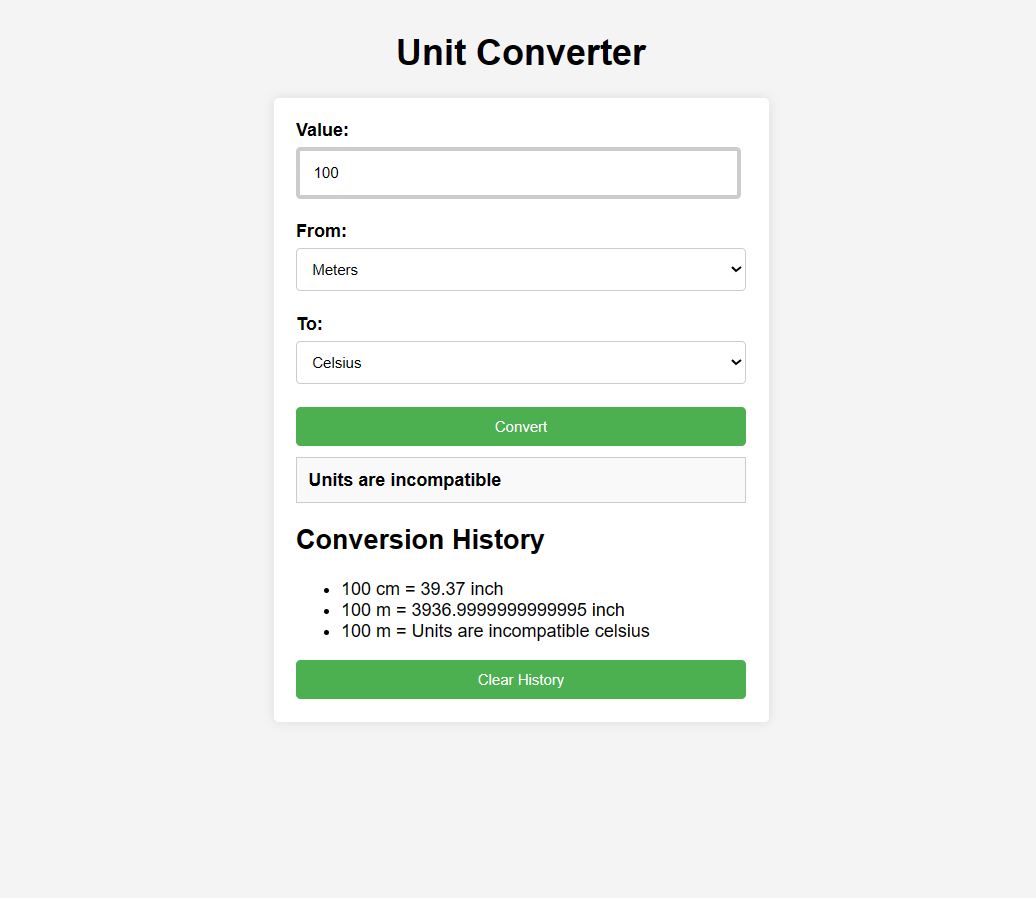 Unit Converter
Value:
100
From:
Meters
To:
Celsius
Convert
Units are incompatible
Conversion History
100 cm = 39.37 inch
100 m = 3936.9999999999995 inch
100 m = Units are incompatible celsius
Clear History